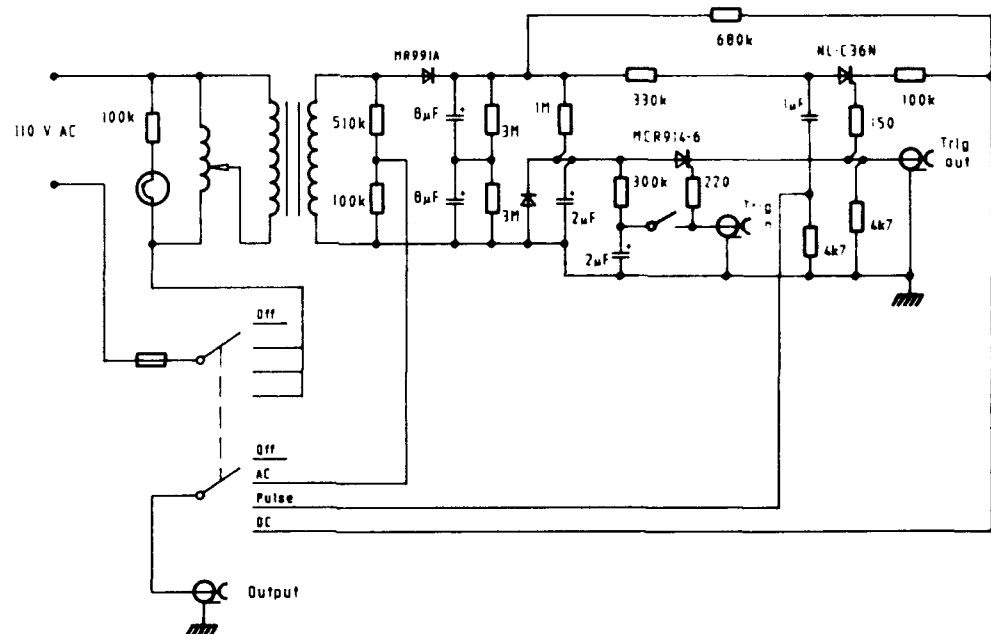 680k
MR991A
NL-C36N
110 V AC
100k
510k
8µF
3M
1M
330k
1µF
100k
MCR914-6
150
Trig
out
100k
8µF
3M
2µF
300k
220
Trig
n
4k7
4k7
2µF
Off
Off
AC
Pulse
DC
Output